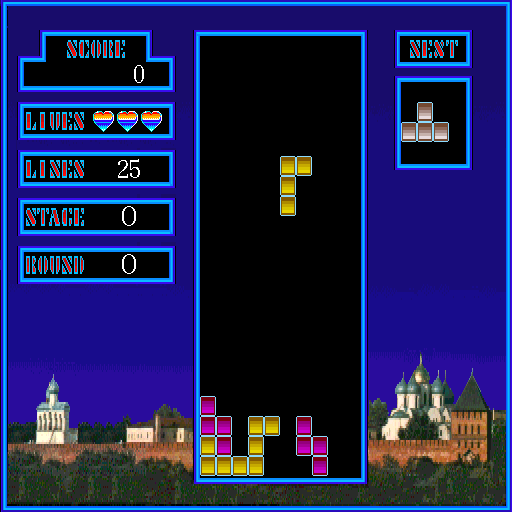 SCORE
0
NEXT
LIVES
LINES 25
STAGE 0
ROUND 0